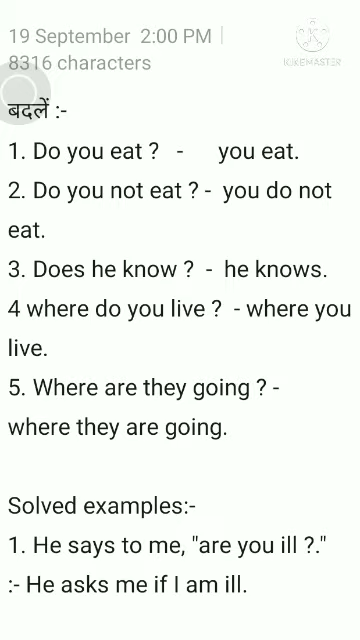 19 September 2:00 PM |
8316 characters
KINEMASTER
बदलें :-
1. Do you eat ? - you eat.
2. Do you not eat ? - you do not
eat.
3. Does he know ? - he knows.
4 where do you live ? - where you
live.
5. Where are they going ? -
where they are going.
Solved examples:-
1. He says to me, "are you ill ?."
:- He asks me if I am ill.